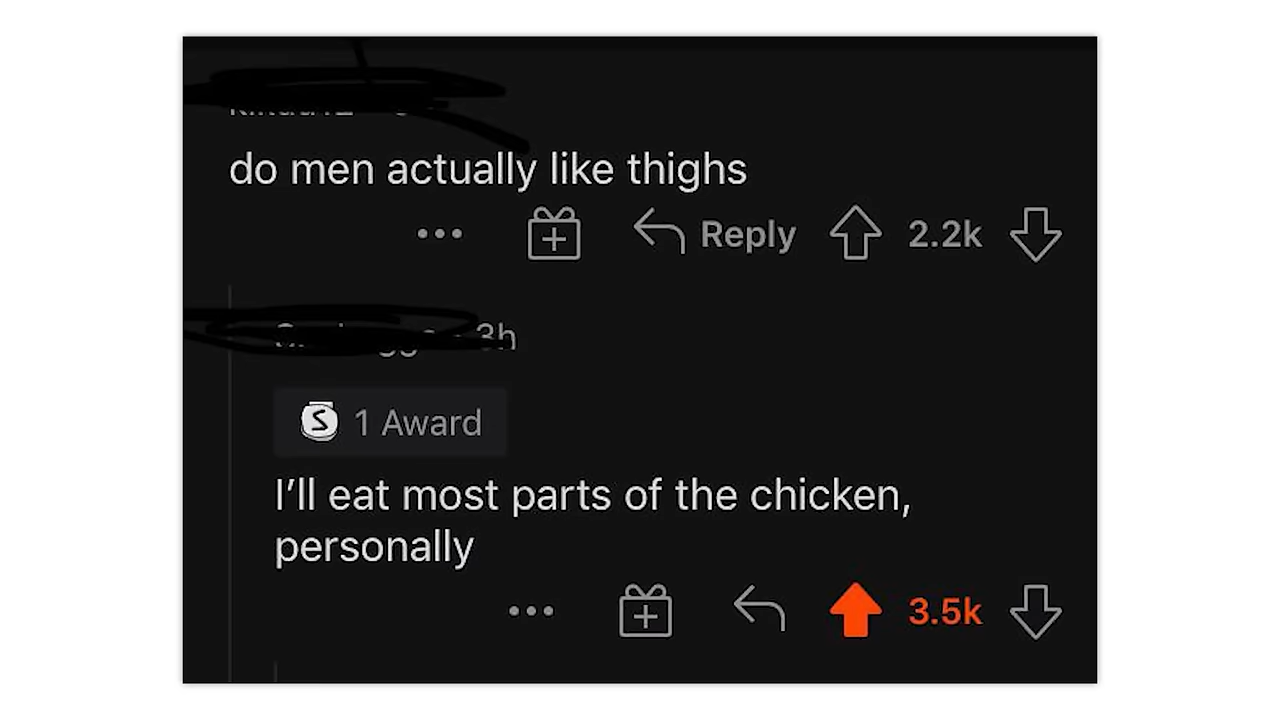 do men actually like thighs
Reply 2.2k
3h
1 Award
I'll eat most parts of the chicken,
personally
3.5k